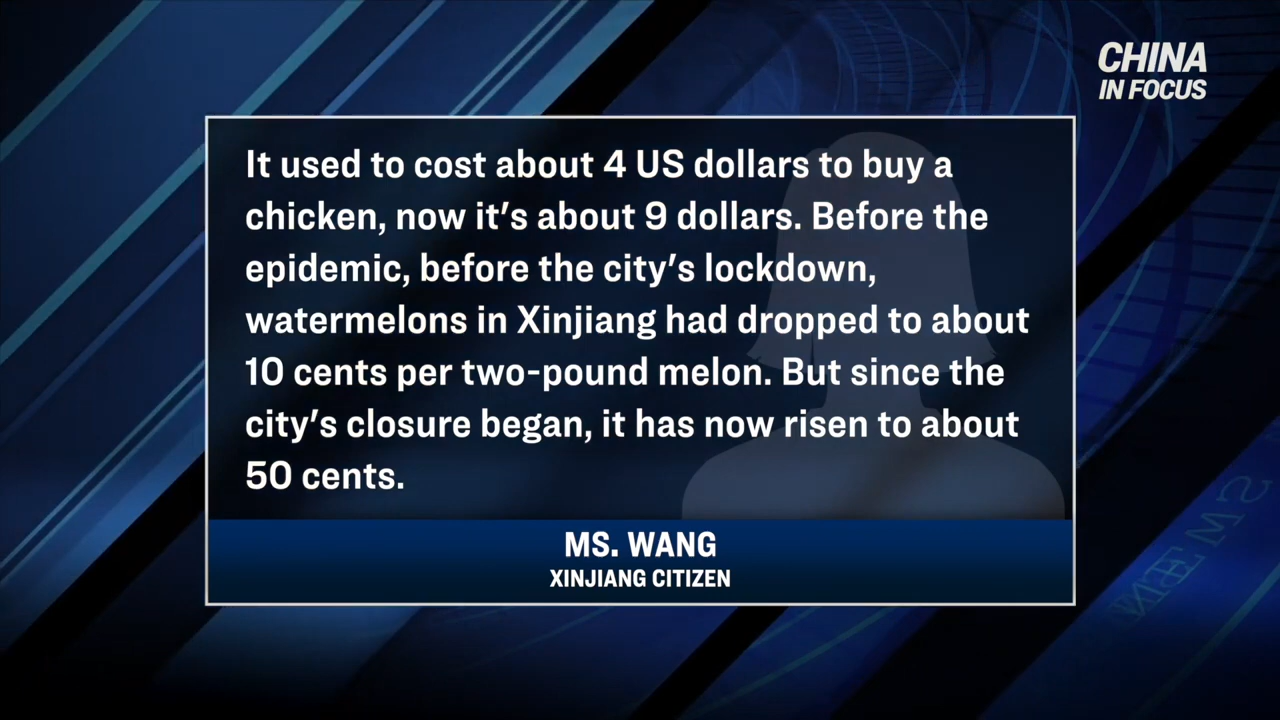 CHINA
IN FOCUS
It used to cost about 4 US dollars to buy a
chicken, now it's about 9 dollars. Before the
epidemic, before the city's lockdown,
watermelons in Xinjiang had dropped to about
10 cents per two-pound melon. But since the
city's closure began, it has now risen to about
50 cents.
MS. WANG
XINJIANG CITIZEN